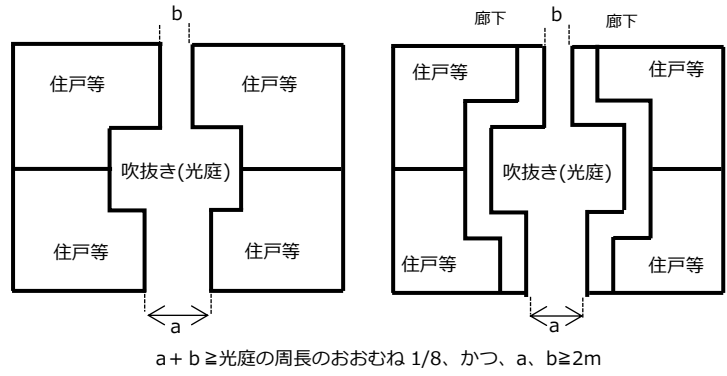 b
住戸等
住戸等
吹抜き(光庭)
住戸等
住戸等
a
廊下
b
廊下
住戸等
住戸等
吹抜き(光庭)
住戸等
住戸等
a
a + b ≧光庭の周長のおおむね 1/8、かつ、a、b≧2m